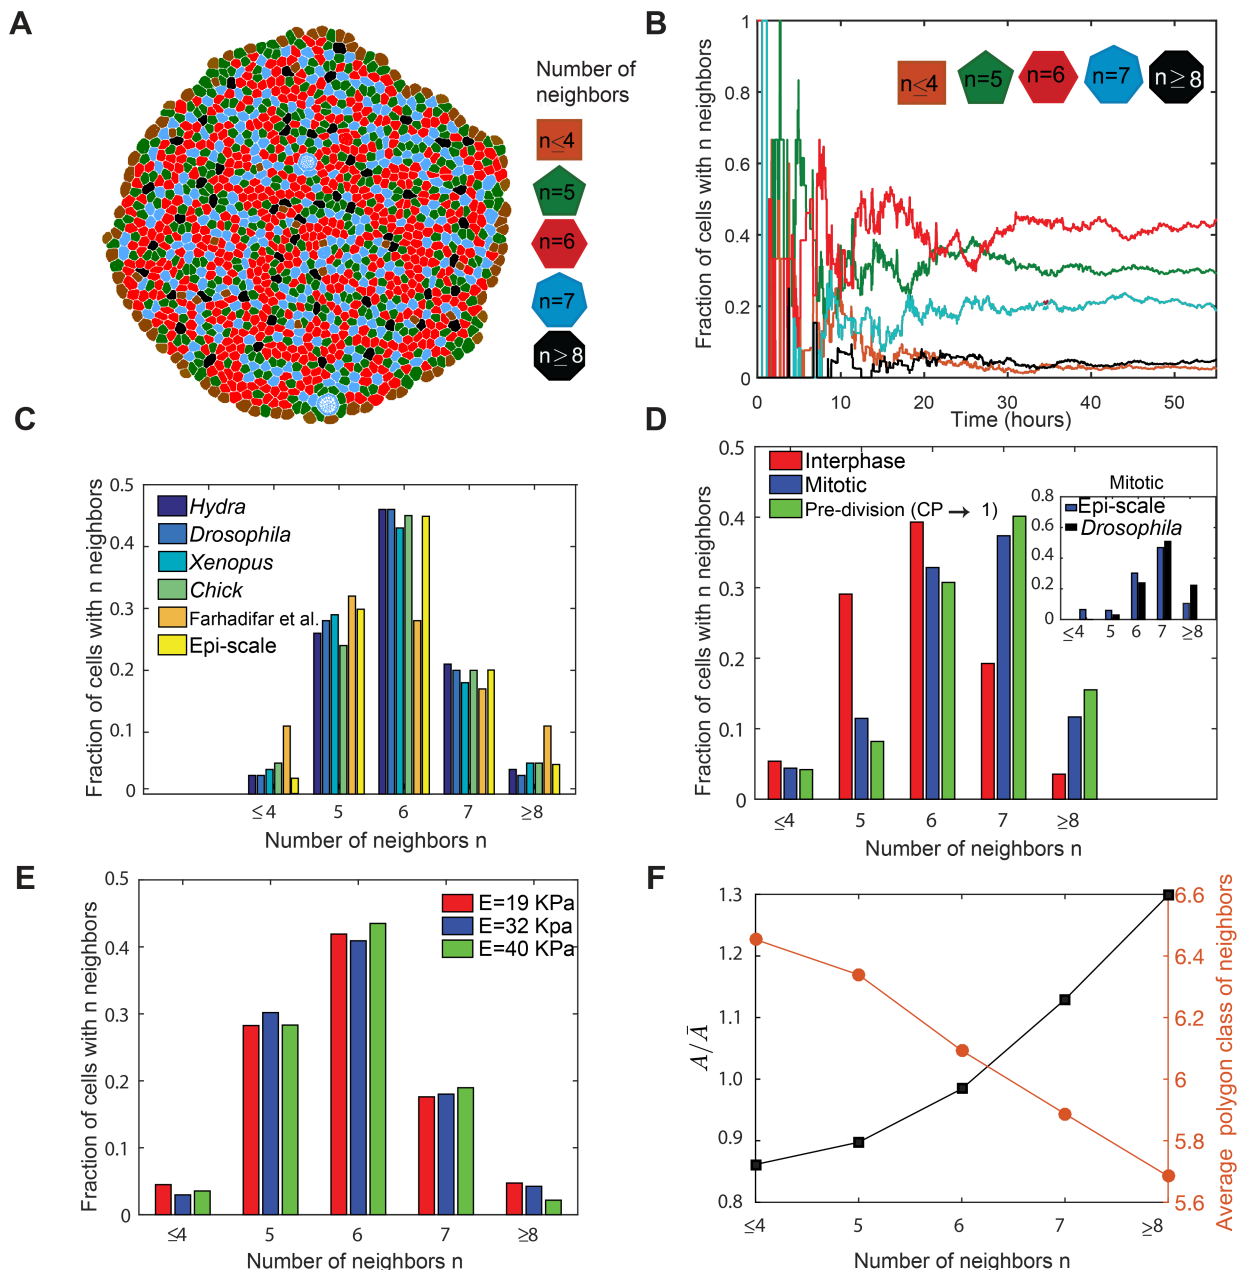 A
Number of
neighbors
n≤4
n=5
n=6
n=7
n≥8
B
Fraction of cells with n neighbors
1
0.8
0.6
0.4
0.2
0
n≤4
n=5
n=6
n=7
n≥8
0 10 20 30 40 50
Time (hours)
C
Fraction of cells with n neighbors
0.5
0.4
0.3
0.2
0.1
0
Hydra
Drosophila
Xenopus
Chick
Farhadifar et al.
Epi-scale
≤4 5 6 7 ≥8
Number of neighbors n
D
Fraction of cells with n neighbors
0.5
0.4
0.3
0.2
0.1
0
Interphase
Mitotic
Pre-division (CP → 1)
Mitotic
0.8
0.6
0.4
0.2
0
Epi-scale
Drosophila
≤4 5 6 7 ≥8
≤4 5 6 7 ≥8
Number of neighbors n
E
Fraction of cells with n neighbors
0.5
0.4
0.3
0.2
0.1
0
E=19 KPa
E=32 Kpa
E=40 KPa
≤4 5 6 7 ≥8
Number of neighbors n
F
A/Ā
1.3
1.2
1.1
1.0
0.9
0.8
6.6
6.4
6.2
6
5.8
5.6
Average polygon class of neighbors
≤4 5 6 7 ≥8
Number of neighbors n